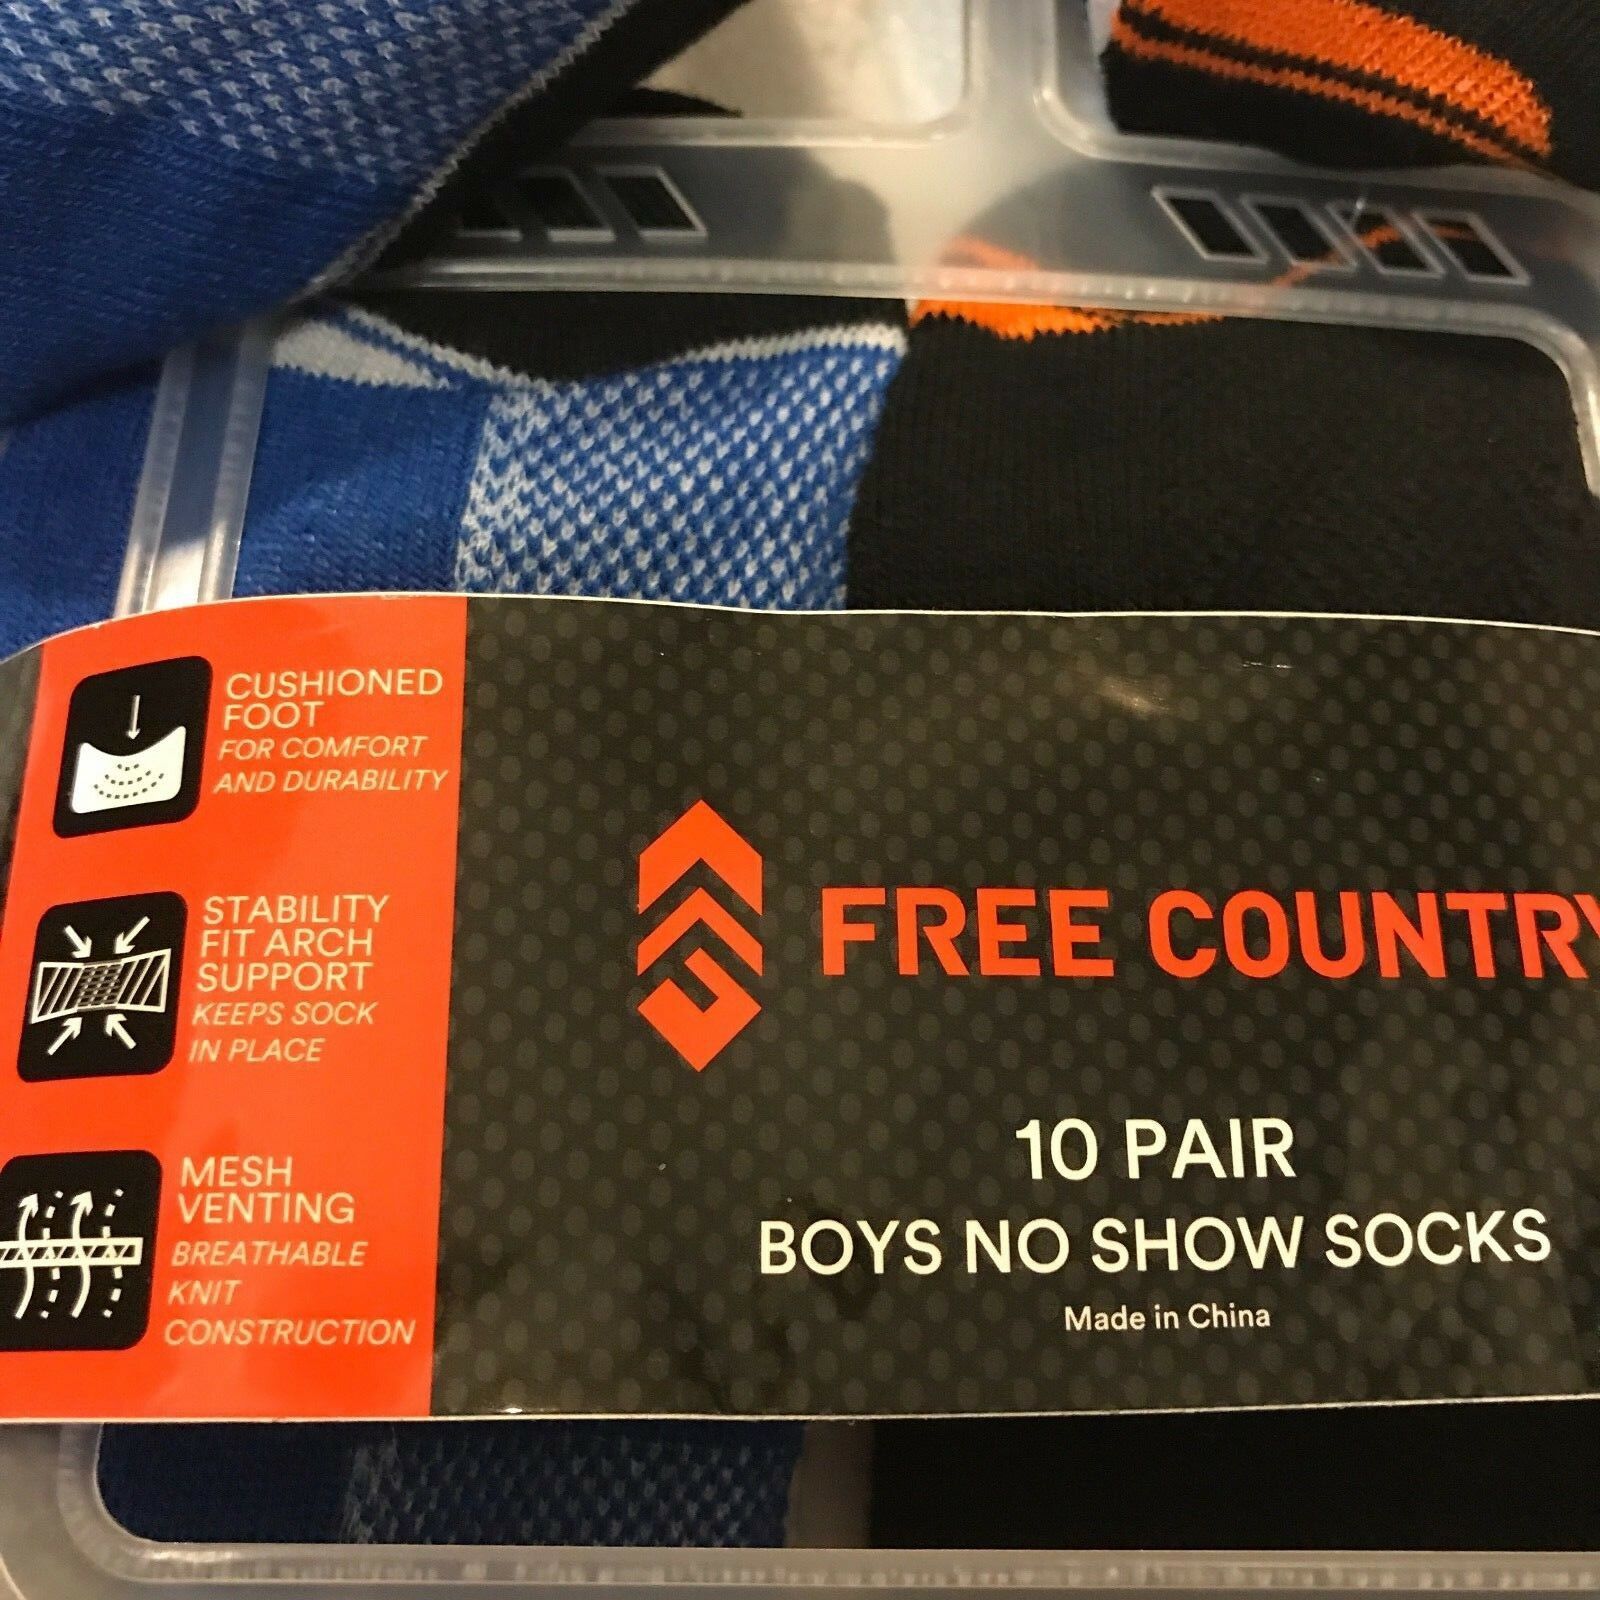 CUSHIONED
FOOT
FOR COMFORT
AND DURABILITY
STABILITY
FIT ARCH
SUPPORT
KEEPS SOCK
IN PLACE
MESH
VENTING
BREATHABLE
KNIT
CONSTRUCTION
FREE COUNTRY
10 PAIR
BOYS NO SHOW SOCKS
Made in China